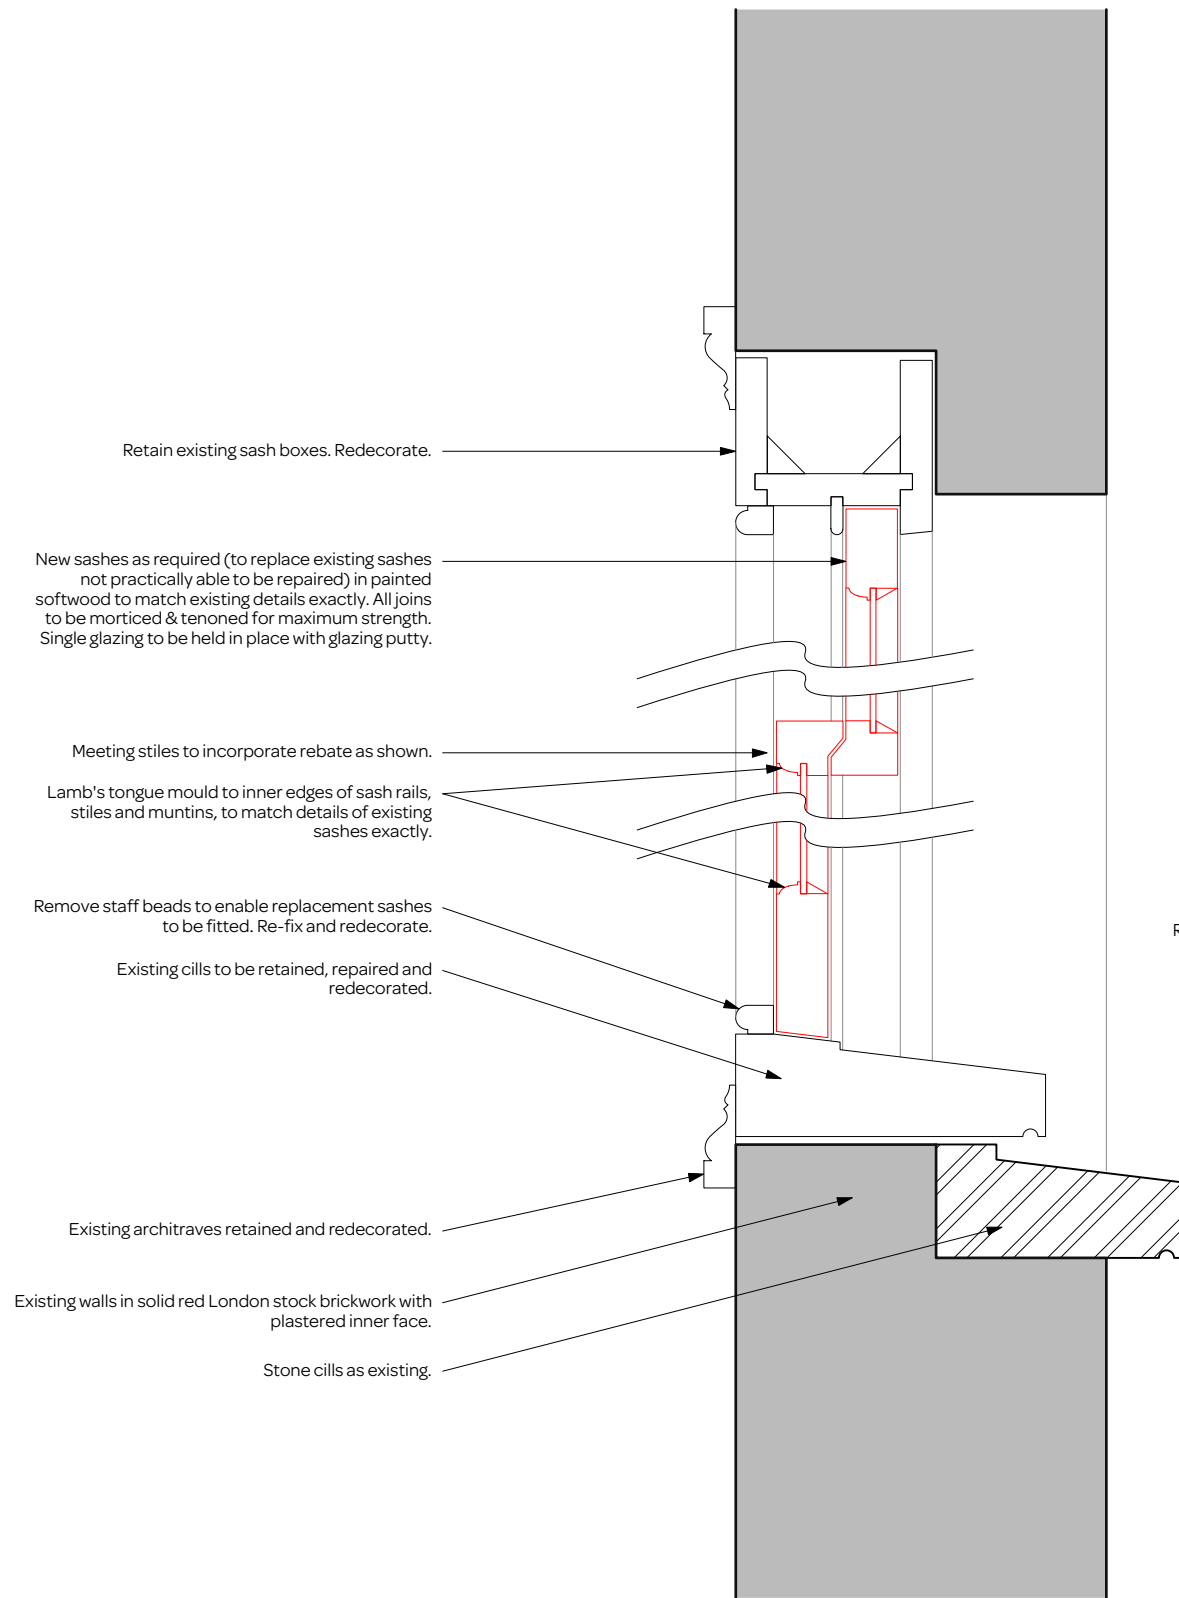 Retain existing sash boxes. Redecorate.
New sashes as required (to replace existing sashes
not practically able to be repaired) in painted
softwood to match existing details exactly. All joins
to be morticed & tenoned for maximum strength.
Single glazing to be held in place with glazing putty.
Meeting stiles to incorporate rebate as shown.
Lamb's tongue mould to inner edges of sash rails,
stiles and muntins, to match details of existing
sashes exactly.
Remove staff beads to enable replacement sashes
to be fitted. Re-fix and redecorate.
R
Existing cills to be retained, repaired and
redecorated.
Existing architraves retained and redecorated.
Existing walls in solid red London stock brickwork with
plastered inner face.
Stone cills as existing.